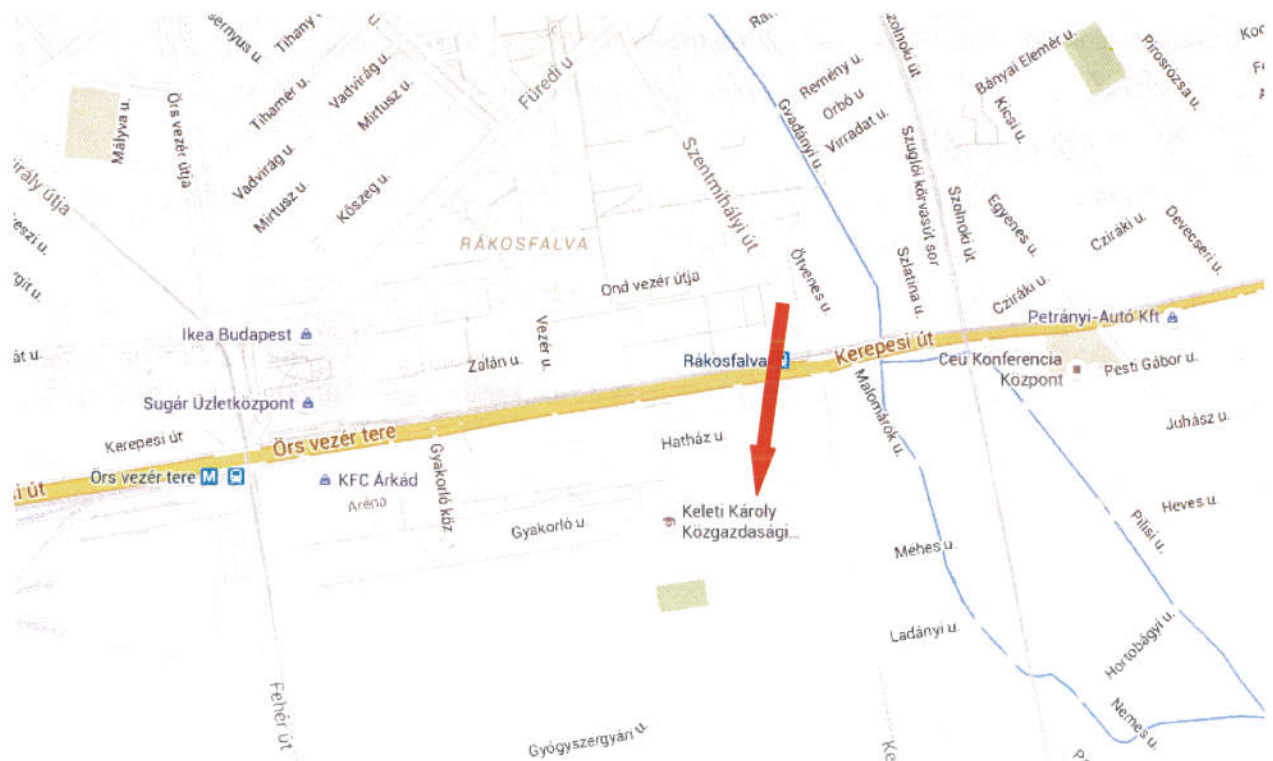 Tihany u.
Füredi u.
Remény u.
Orbó u.
Virradat u.
Szolnoki út
Bányai Elemér u.
Kicsi u.
Pirosrózsa u.
Mályva u.
Örs vezér útja
Tihamér u.
Vadvirág u.
Mirtusz u.
Vadvirág u.
Mirtusz u.
Kőszeg u.
Gvadányi u.
Szentmihályi út
Szuglói körvasút sor
Szolnoki út
Egyenes u.
Cziráki u.
Devecseri u.
RÁKOSFALVA
Ond vezér útja
Ötvenes u.
Szlatina u.
Cziráki u.
Ikea Budapest
Vezér u.
Zalán u.
Rákosfalva
Kerepesi út
Petrányi-Autó Kft
Ceu Konferencia
Központ
Pesti Gábor u.
Sugár Üzletközpont
Kerepesi út
Örs vezér tere
Hatház u.
Malomárok u.
Juhász u.
Örs vezér tere M
KFC Árkád
Aréna
Gyakorló köz
Gyakorló u.
Keleti Károly
Közgazdasági...
Heves u.
Pilisi u.
Méhes u.
Ladányi u.
Hortobágyi u.
Nemes u.
Fehér út
Gyógyszergyári u.